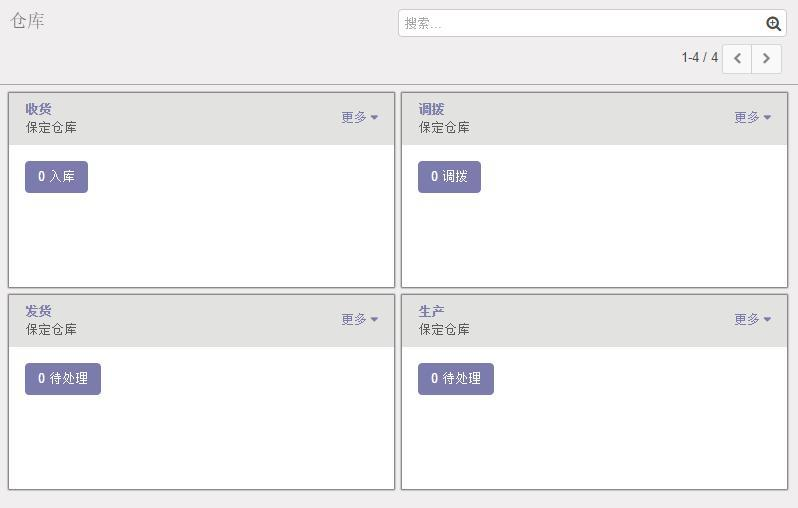 仓库
搜索...
1-4 / 4
收货
保定仓库
更多
0 入库
调拨
保定仓库
更多
0 调拨
发货
保定仓库
更多
0 待处理
生产
保定仓库
更多
0 待处理